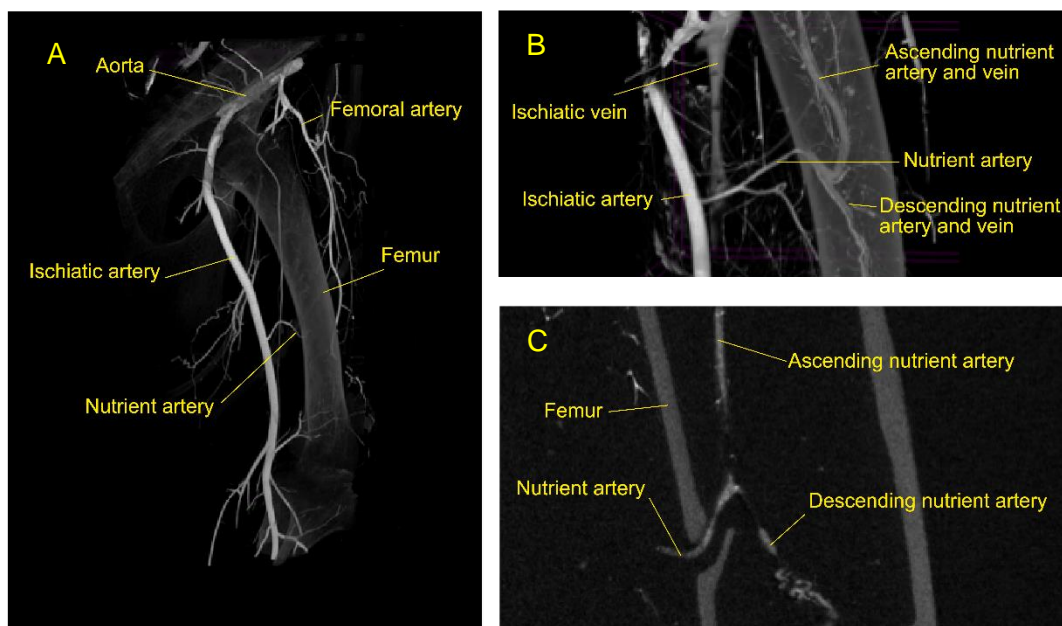 A
Aorta
Femoral artery
Ischiatic artery
Femur
Nutrient artery
B
Ascending nutrient
artery and vein
Ischiatic vein
Nutrient artery
Ischiatic artery
Descending nutrient
artery and vein
C
Ascending nutrient artery
Femur
Nutrient artery
Descending nutrient artery